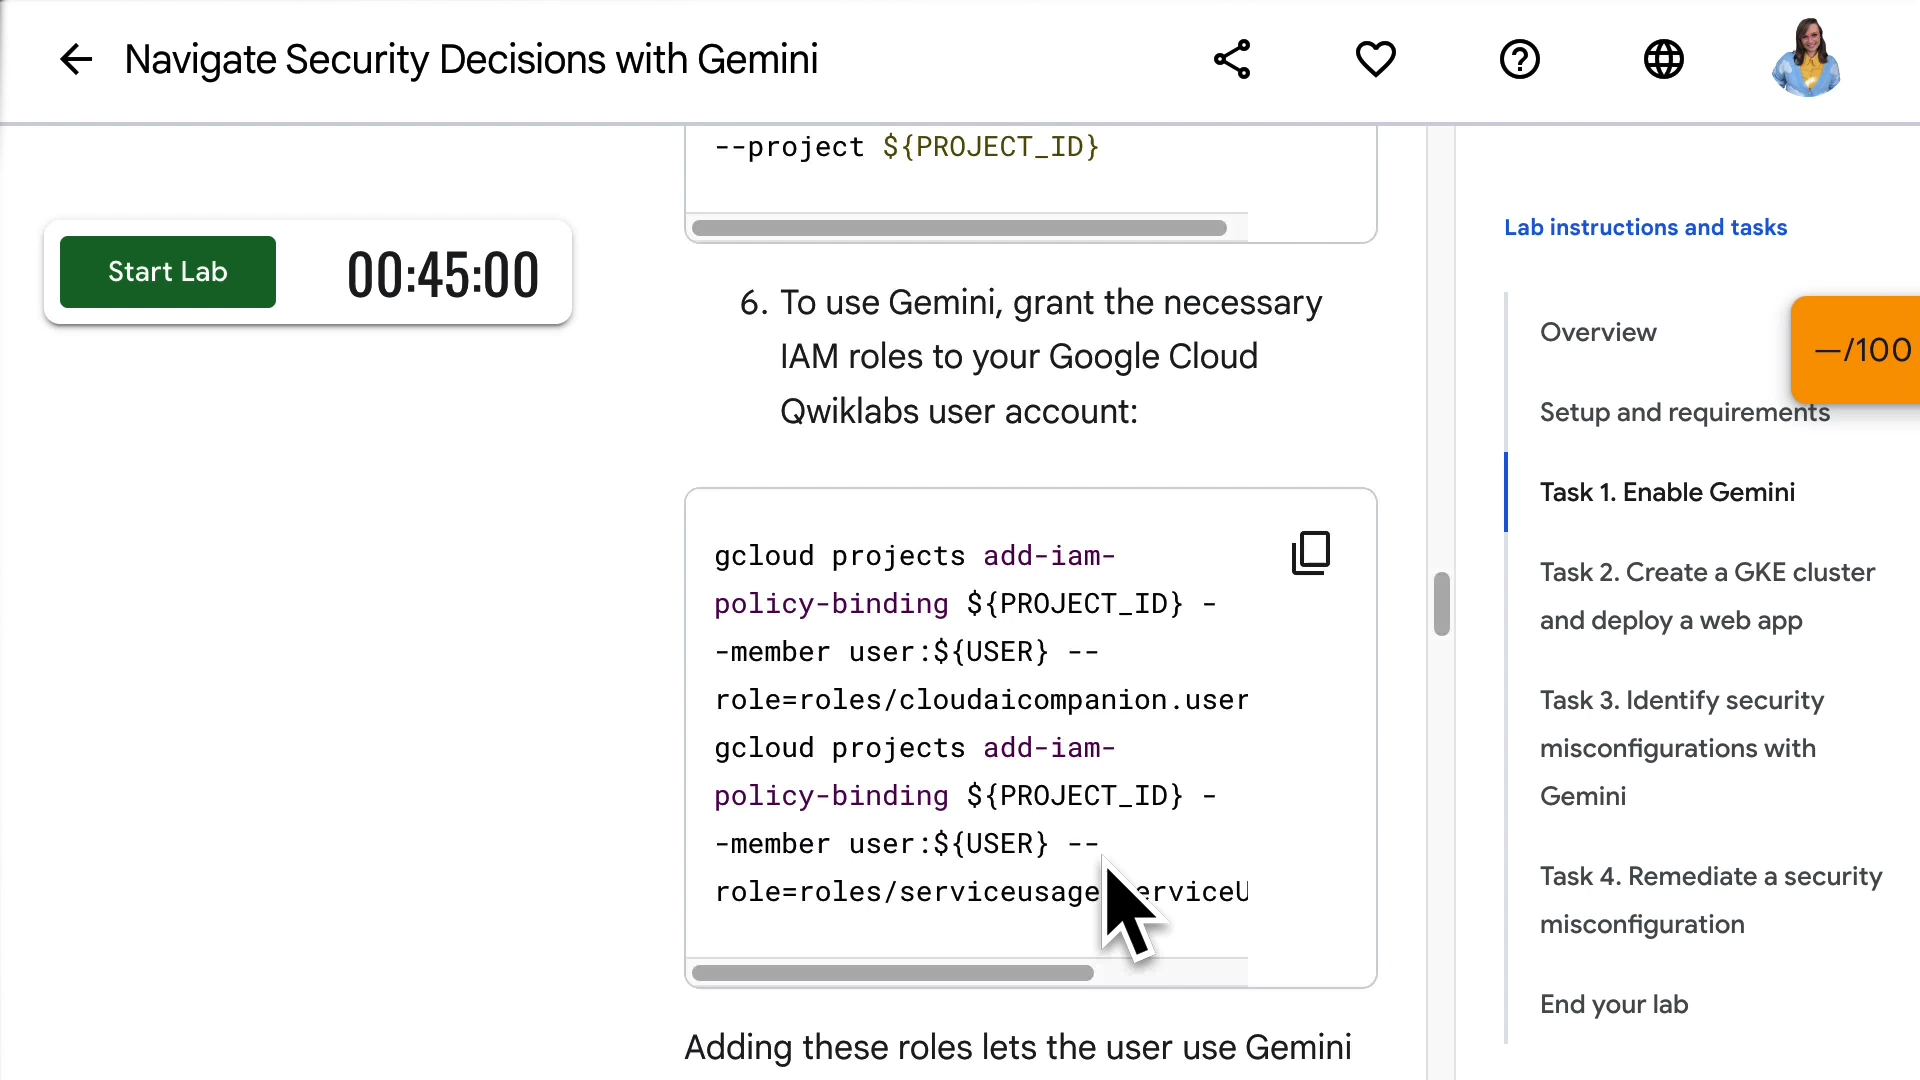 Navigate Security Decisions with Gemini
Start Lab
00:45:00
--project ${PROJECT_ID}
6. To use Gemini, grant the necessary
IAM roles to your Google Cloud
Qwiklabs user account:
gcloud projects add-iam-
policy-binding ${PROJECT_ID} -
-member user:${USER} --
role=roles/cloudaicompanion.user
gcloud projects add-iam-
policy-binding ${PROJECT_ID} -
-member user:${USER} --
role=roles/serviceusage
Adding these roles lets the user use Gemini
Lab instructions and tasks
Overview
—/100
Setup and requirements
Task 1. Enable Gemini
Task 2. Create a GKE cluster
and deploy a web app
Task 3. Identify security
misconfigurations with
Gemini
Task 4. Remediate a security
misconfiguration
End your lab